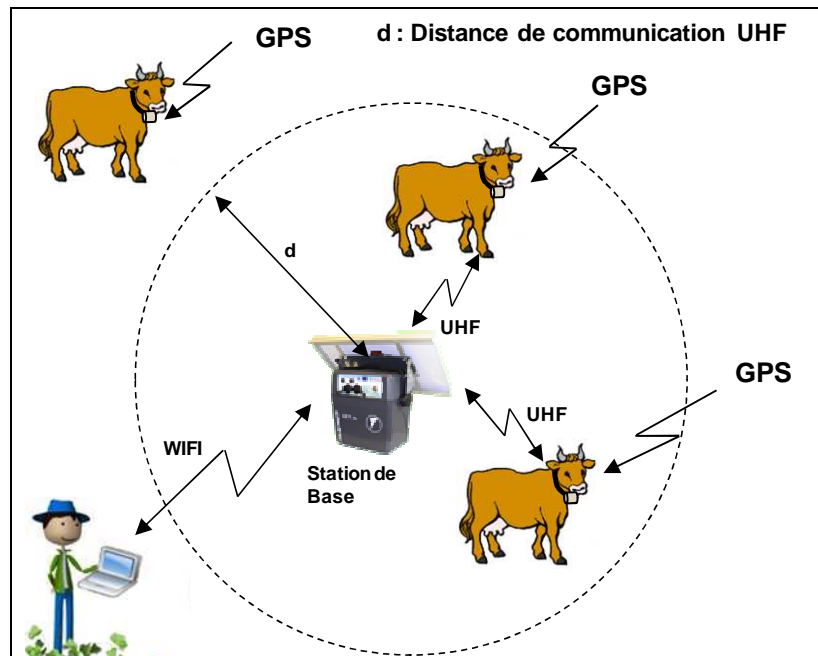 GPS
d : Distance de communication UHF
GPS
d
UHF
GPS
UHF
WIFI
Station de
Base